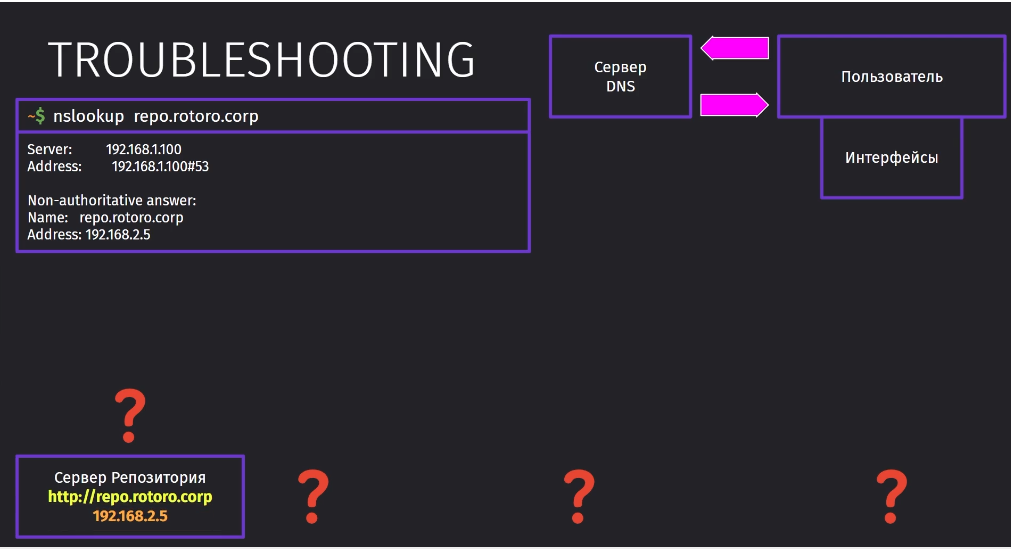 TROUBLESHOOTING
~$ nslookup repo.rotoro.corp
Server: 192.168.1.100
Address: 192.168.1.100#53
Non-authoritative answer:
Name: repo.rotoro.corp
Address: 192.168.2.5
Сервер
DNS
Пользователь
Интерфейсы
?
Сервер Репозитория
http://repo.rotoro.corp
192.168.2.5
?
?
?